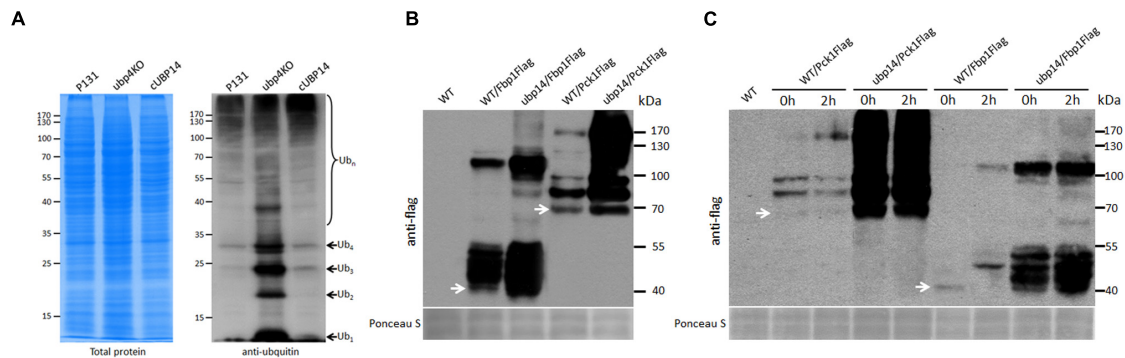 A
P131
ubp4KO
cUBP14
170
130
100
70
55
40
35
25
15
Total protein
P131
ubp4KO
cUBP14
170
130
100
70
55
40
35
25
15
Ubn
Ub4
Ub3
Ub2
Ub1
anti-ubquitin
B
WT
WT/Fbp1Flag
ubp14/Fbp1Flag
WT/Pck1Flag
ubp14/Pck1Flag
kDa
170
130
100
70
55
40
anti-flag
Ponceau S
C
WT
WT/Pck1Flag
ubp14/Pck1Flag
WT/Fbp1Flag
ubp14/Fbp1Flag
0h 2h 0h 2h 0h 2h 0h 2h
kDa
170
130
100
70
55
40
anti-flag
Ponceau S